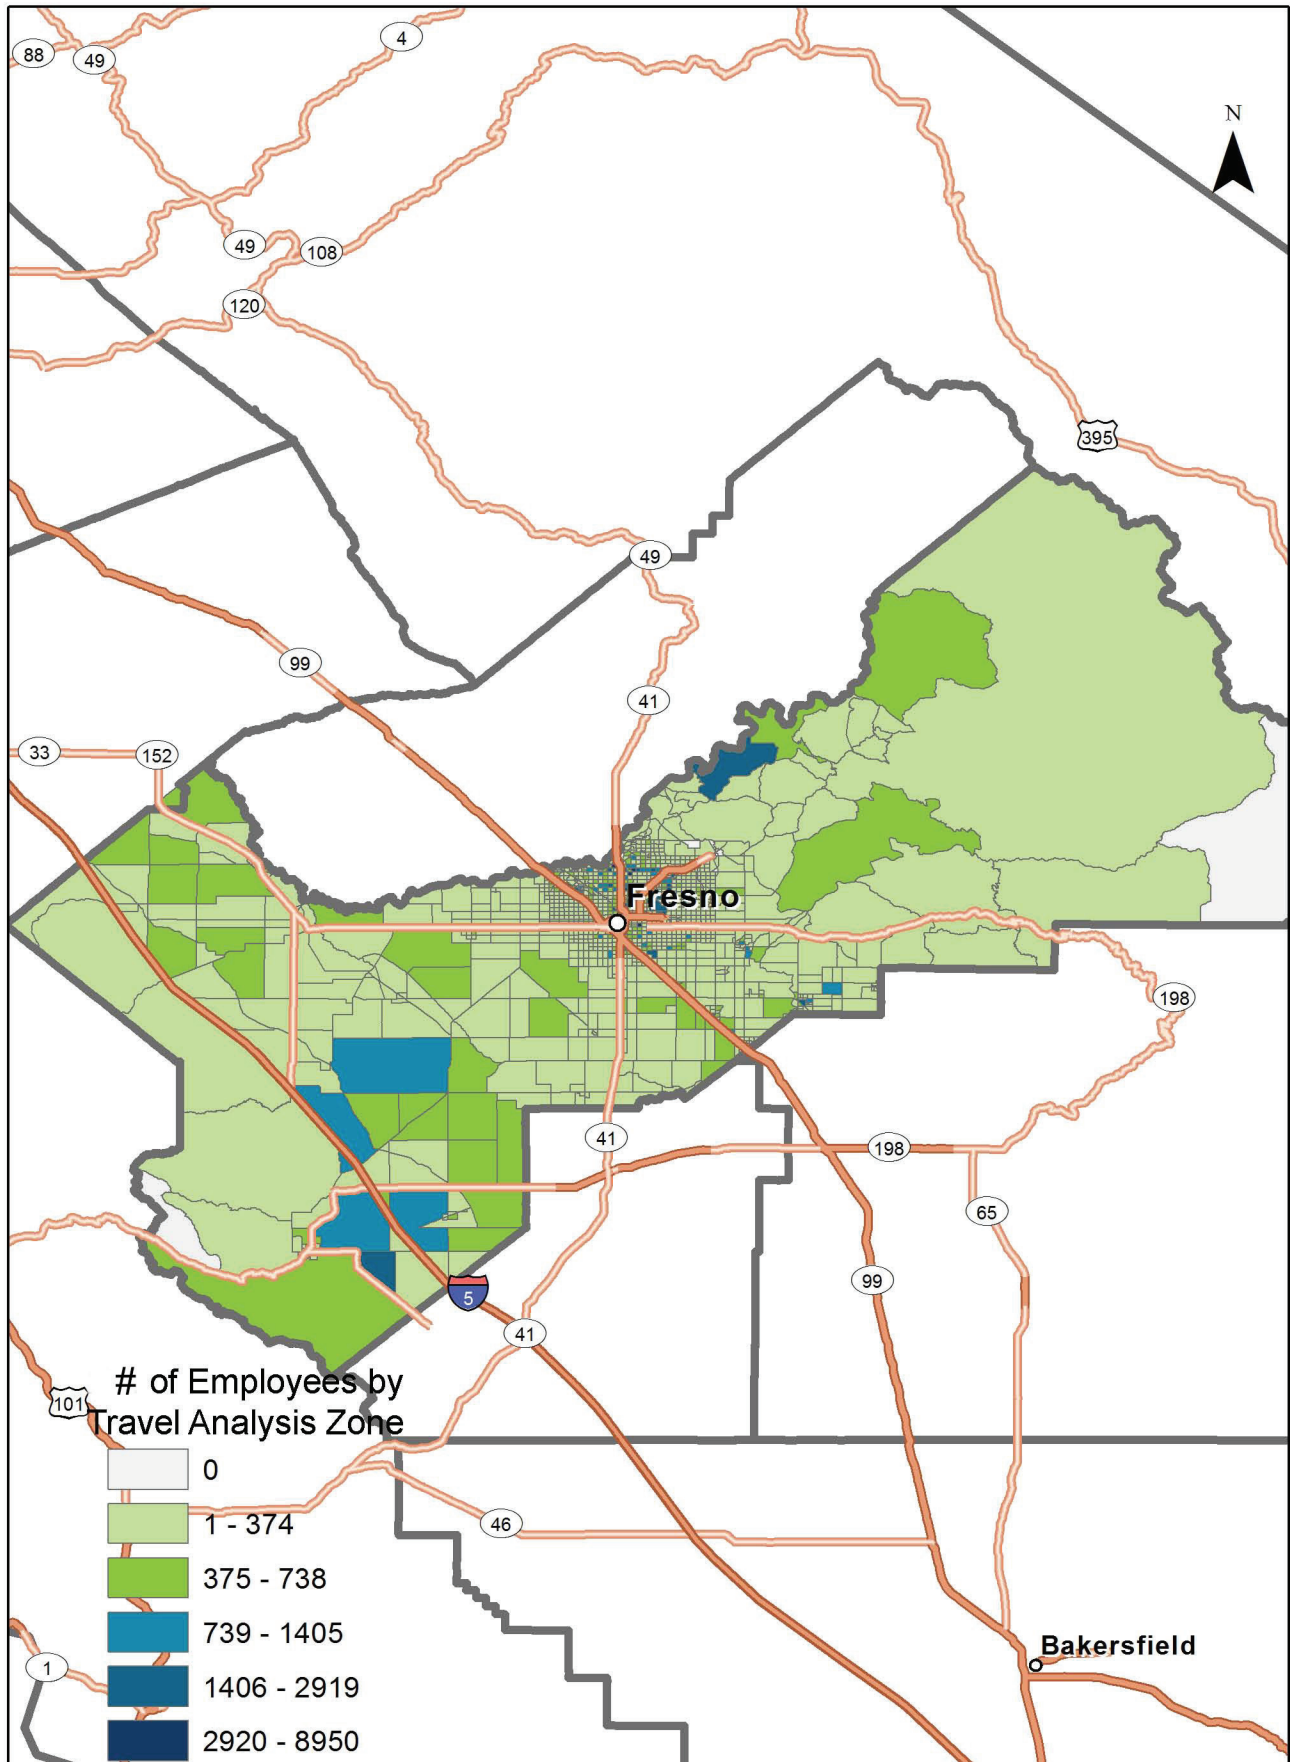 4
88
49
N
49
108
120
395
49
99
41
33
152
Fresno
198
41
198
65
99
5
41
# of Employees by
101
Travel Analysis Zone
0
1 - 374
46
375 - 738
739 - 1405
Bakersfield
1
1406 - 2919
2920 - 8950